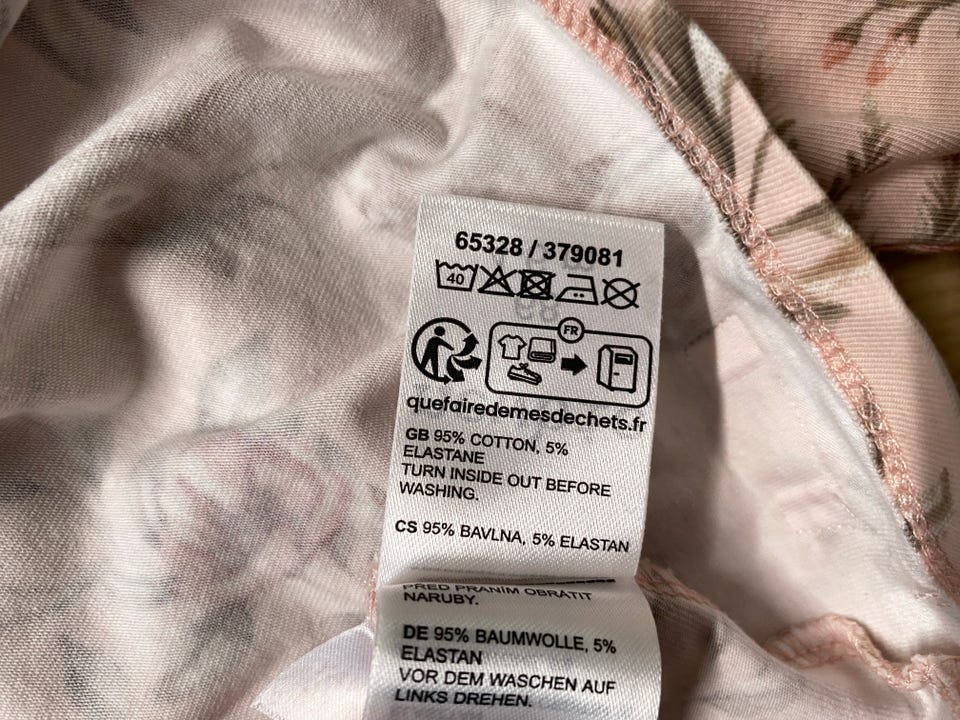 65328 / 379081
40
FR
quefairedemesdechets.fr
GB 95% COTTON, 5%
ELASTANE
TURN INSIDE OUT BEFORE
WASHING.
CS 95% BAVLNA, 5% ELASTAN
PŘED PRANÍM OBRÁTIT
NARUBY.
DE 95% BAUMWOLLE, 5%
ELASTAN
VOR DEM WASCHEN AUF
LINKS DREHEN.